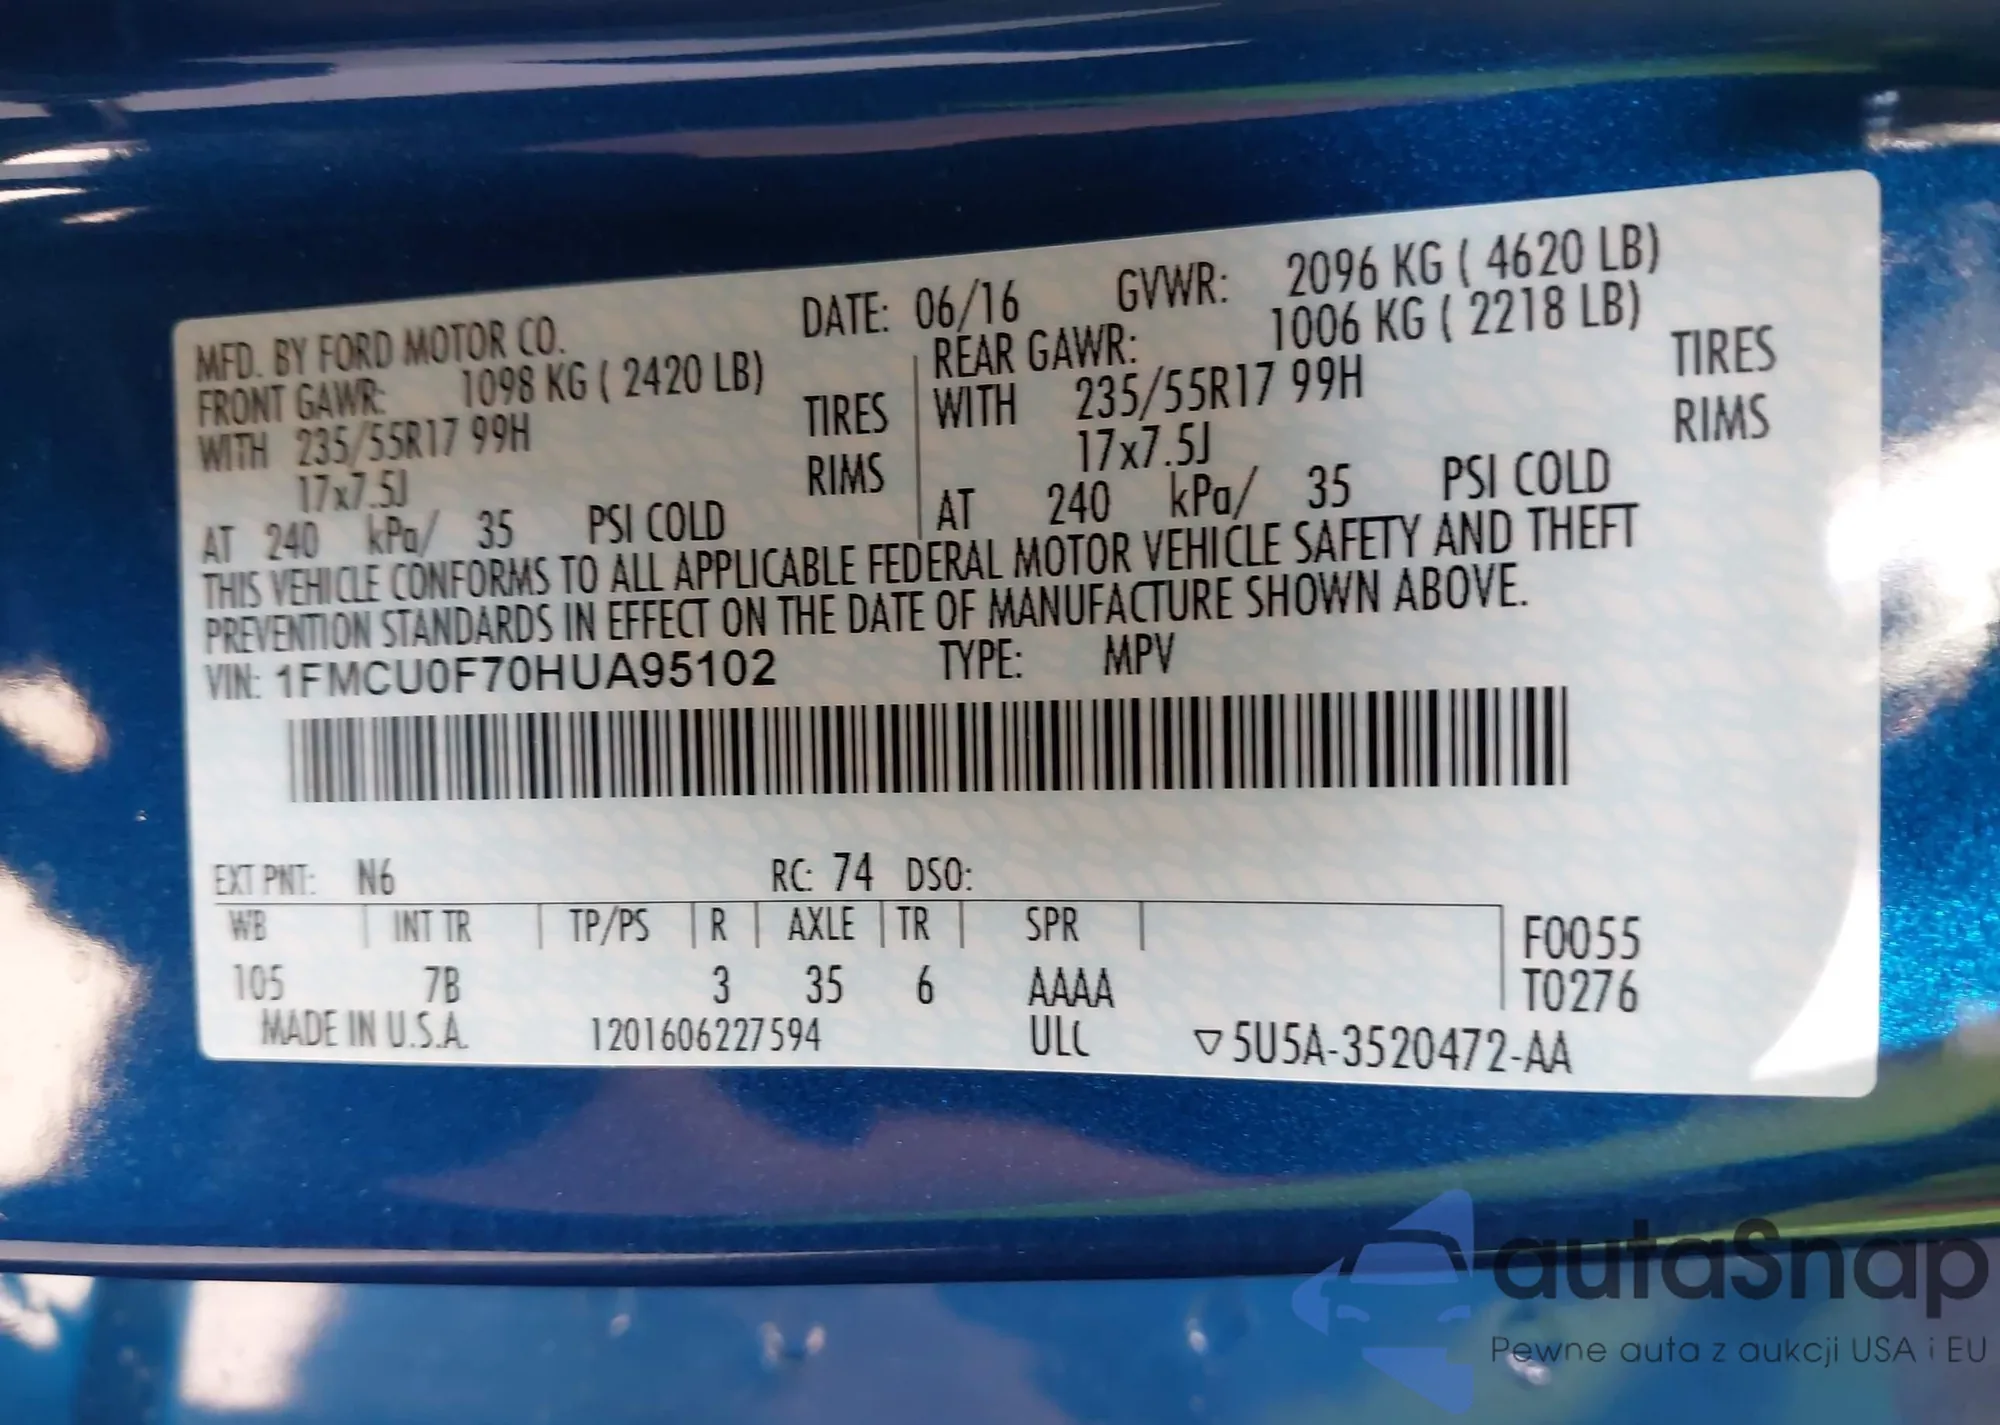 MFD. BY FORD MOTOR CO. DATE: 06/16 GVWR: 2096 KG ( 4620 LB)
FRONT GAWR: 1098 KG ( 2420 LB) REAR GAWR: 1006 KG ( 2218 LB)
WITH 235/55R17 99H TIRES WITH 235/55R17 99H TIRES
17x7.5J RIMS 17x7.5J RIMS
AT 240 kPa/ 35 PSI COLD AT 240 kPa/ 35 PSI COLD
THIS VEHICLE CONFORMS TO ALL APPLICABLE FEDERAL MOTOR VEHICLE SAFETY AND THEFT
PREVENTION STANDARDS IN EFFECT ON THE DATE OF MANUFACTURE SHOWN ABOVE.
VIN: 1FMCU0F70HUA95102 TYPE: MPV
EXT PNT: N6 RC: 74 DSO:
WB INT TR TP/PS R AXLE TR SPR F0055
105 7B 3 35 6 AAAA T0276
MADE IN U.S.A. 1201606227594 ULC ▽5U5A-3520472-AA
autaSnap
Pewne auta z aukcji USA i EU